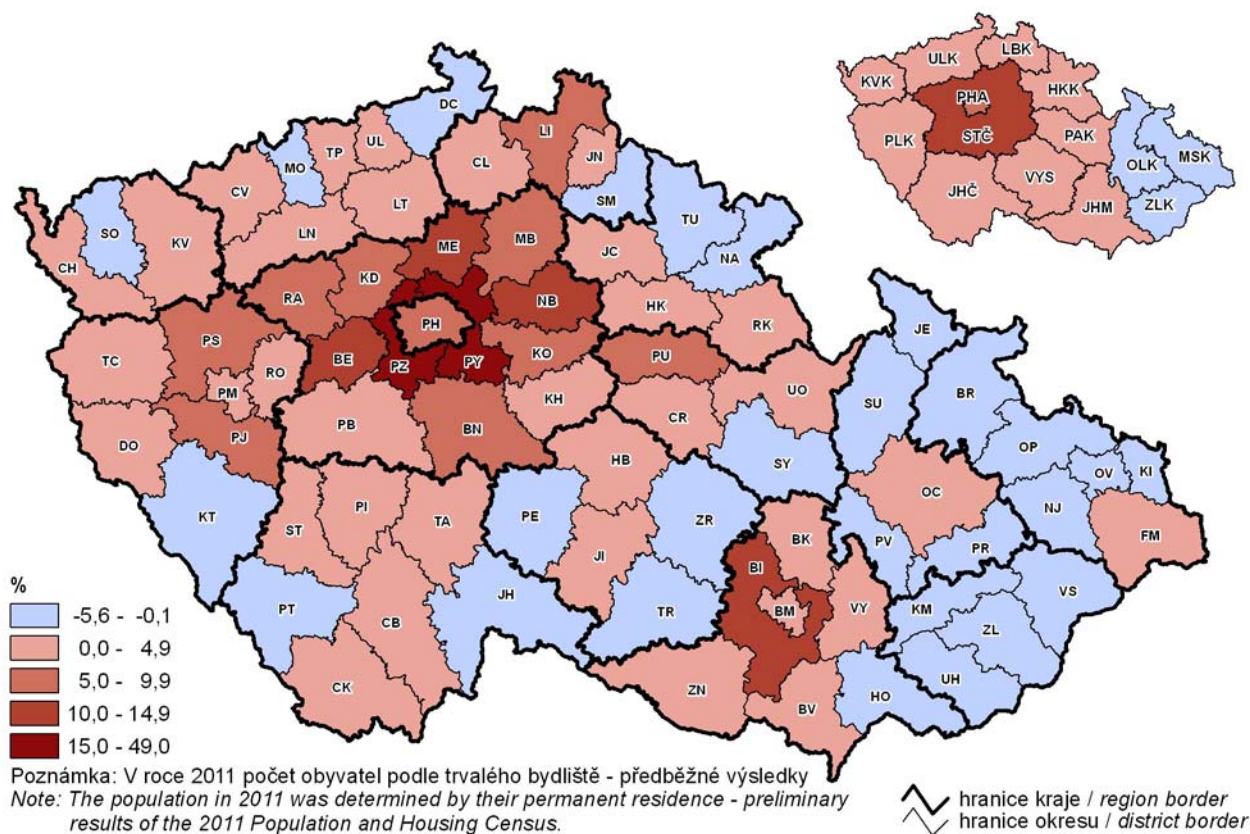 DC
LI
UL
TP
MO
CL
JN
CV
LT
SM
SO
KV
LN
TU
CH
ME
MB
JC
NA
KD
RA
NB
HK
PH
RK
PS
TC
BE
PZ
PY
KO
PU
RO
PM
KH
UO
PB
BN
CR
DO
PJ
JE
SU
BR
SY
OP
HB
KT
ST
PI
TA
PE
ZR
OC
OV
KI
NJ
FM
BK
PV
PR
JI
BI
PT
JH
CB
TR
BM
VY
KM
VS
ZL
UH
CK
ZN
BV
HO
LBK
ULK
KVK
HKK
PHA
STČ
PLK
PAK
OLK
MSK
VYS
JHČ
JHM
ZLK
%
-5,6 - -0,1
0,0 - 4,9
5,0 - 9,9
10,0 - 14,9
15,0 - 49,0
Poznámka: V roce 2011 počet obyvatel podle trvalého bydliště - předběžné výsledky
Note: The population in 2011 was determined by their permanent residence - preliminary
results of the 2011 Population and Housing Census.
hranice kraje / region border
hranice okresu / district border